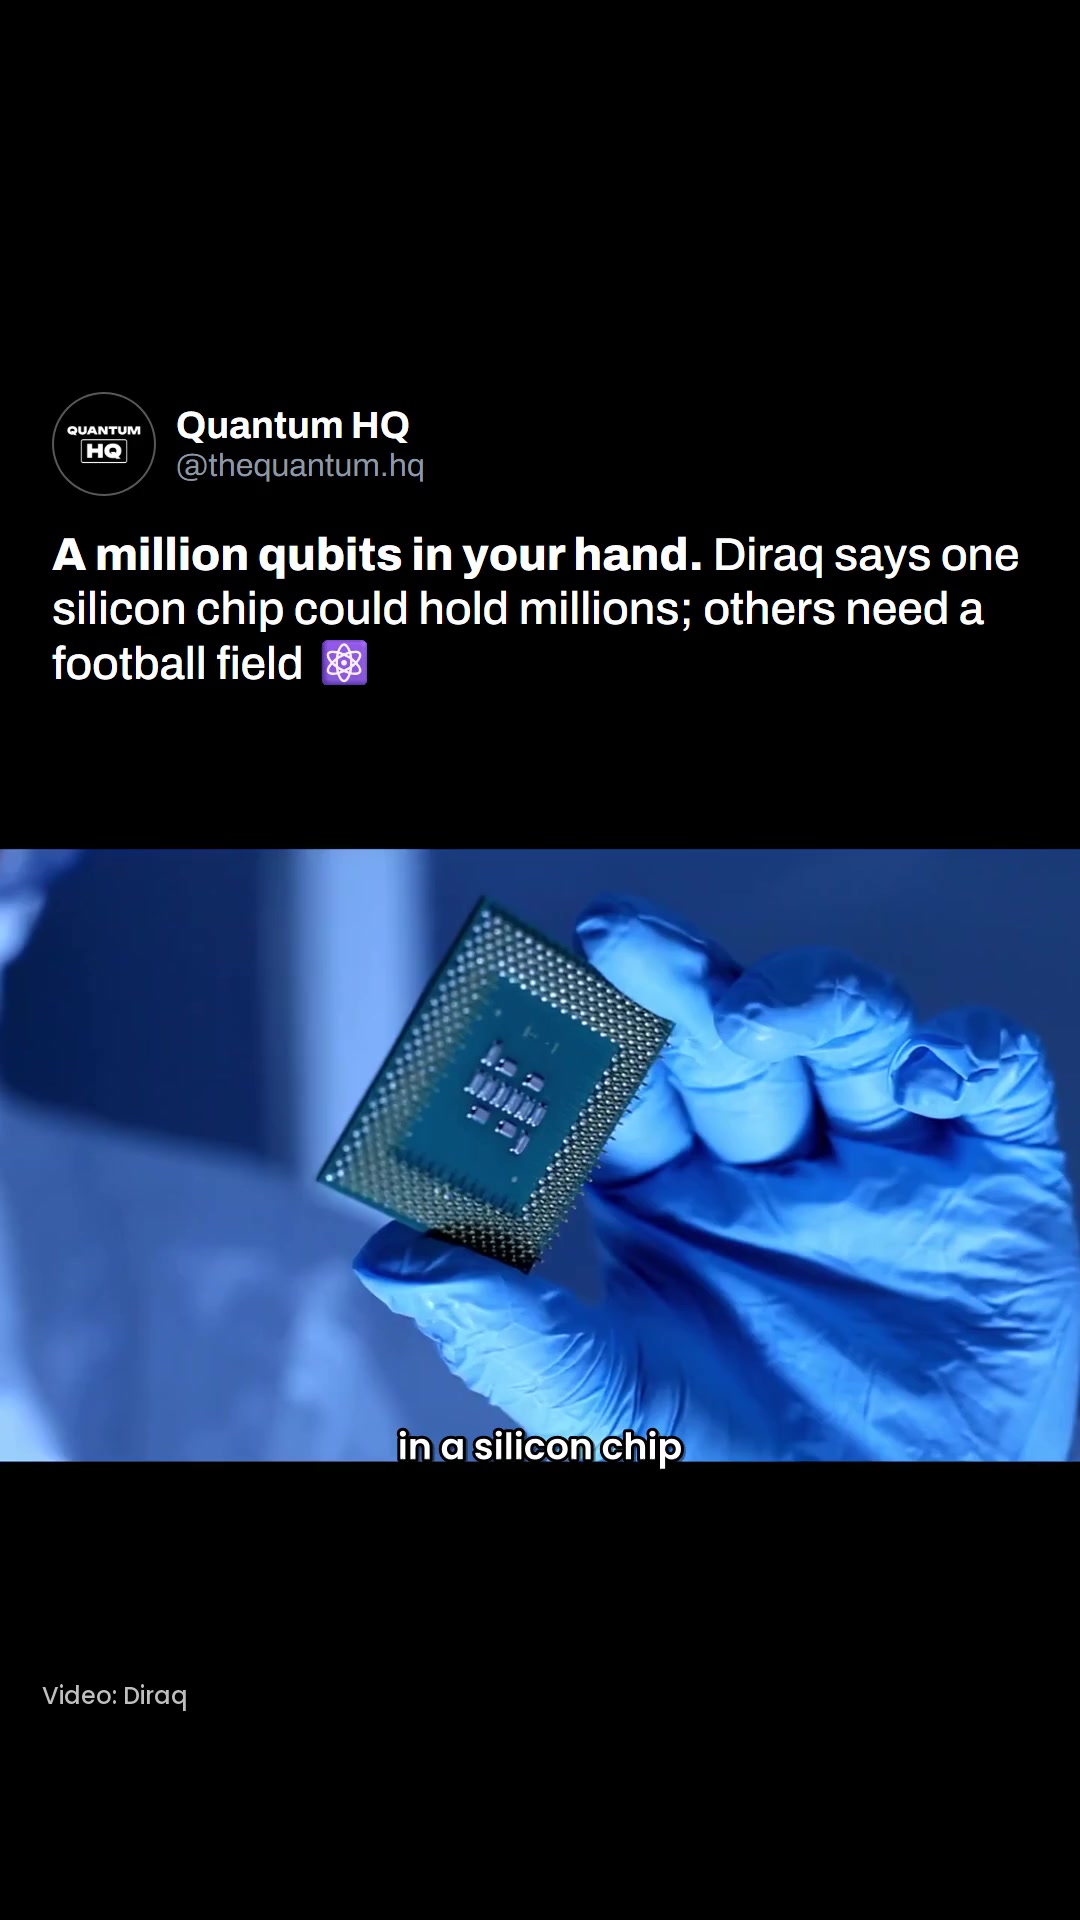 QUANTUM
HQ
Quantum HQ
@thequantum.hq
A million qubits in your hand. Diraq says one
silicon chip could hold millions; others need a
football field ⚛️
in a silicon chip
Video: Diraq